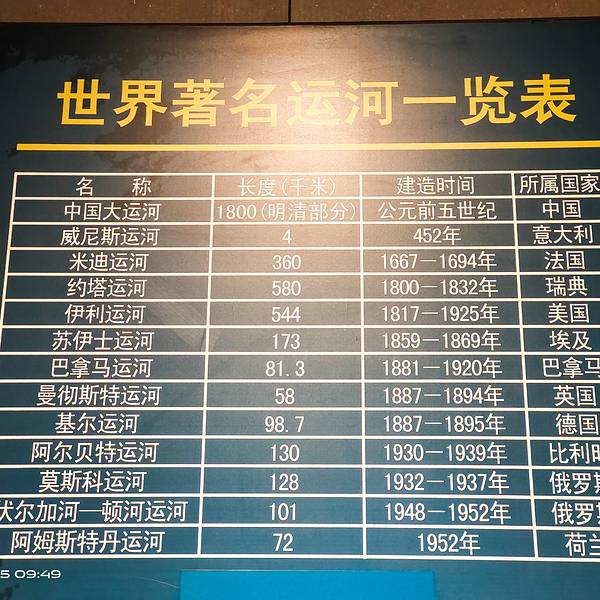 世界著名运河一览表
名 称 长度(千米) 建造时间 所属国家
中国大运河 1800(明清部分) 公元前五世纪 中国
威尼斯运河 4 452年 意大利
米迪运河 360 1667—1694年 法国
约塔运河 580 1800—1832年 瑞典
伊利运河 544 1817—1925年 美国
苏伊士运河 173 1859—1869年 埃及
巴拿马运河 81.3 1881—1920年 巴拿马
曼彻斯特运河 58 1887—1894年 英国
基尔运河 98.7 1887—1895年 德国
阿尔贝特运河 130 1930—1939年 比利时
莫斯科运河 128 1932—1937年 俄罗
伏尔加河—顿河运河 101 1948—1952年 俄罗
阿姆斯特丹运河 72 1952年 荷兰
5 09:49